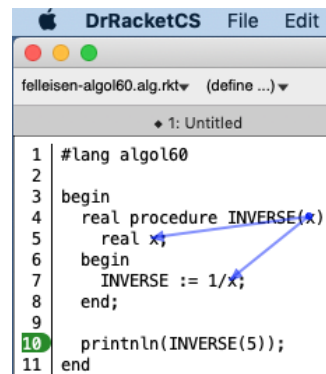 DrRacketCS File Edit
felleisen-algol60.alg.rkt▾ (define ...)▾
◆ 1: Untitled
1 #lang algol60
2
3 begin
4   real procedure INVERSE(x)
5     real x;
6   begin
7     INVERSE := 1/x;
8   end;
9
10   printnln(INVERSE(5));
11 end